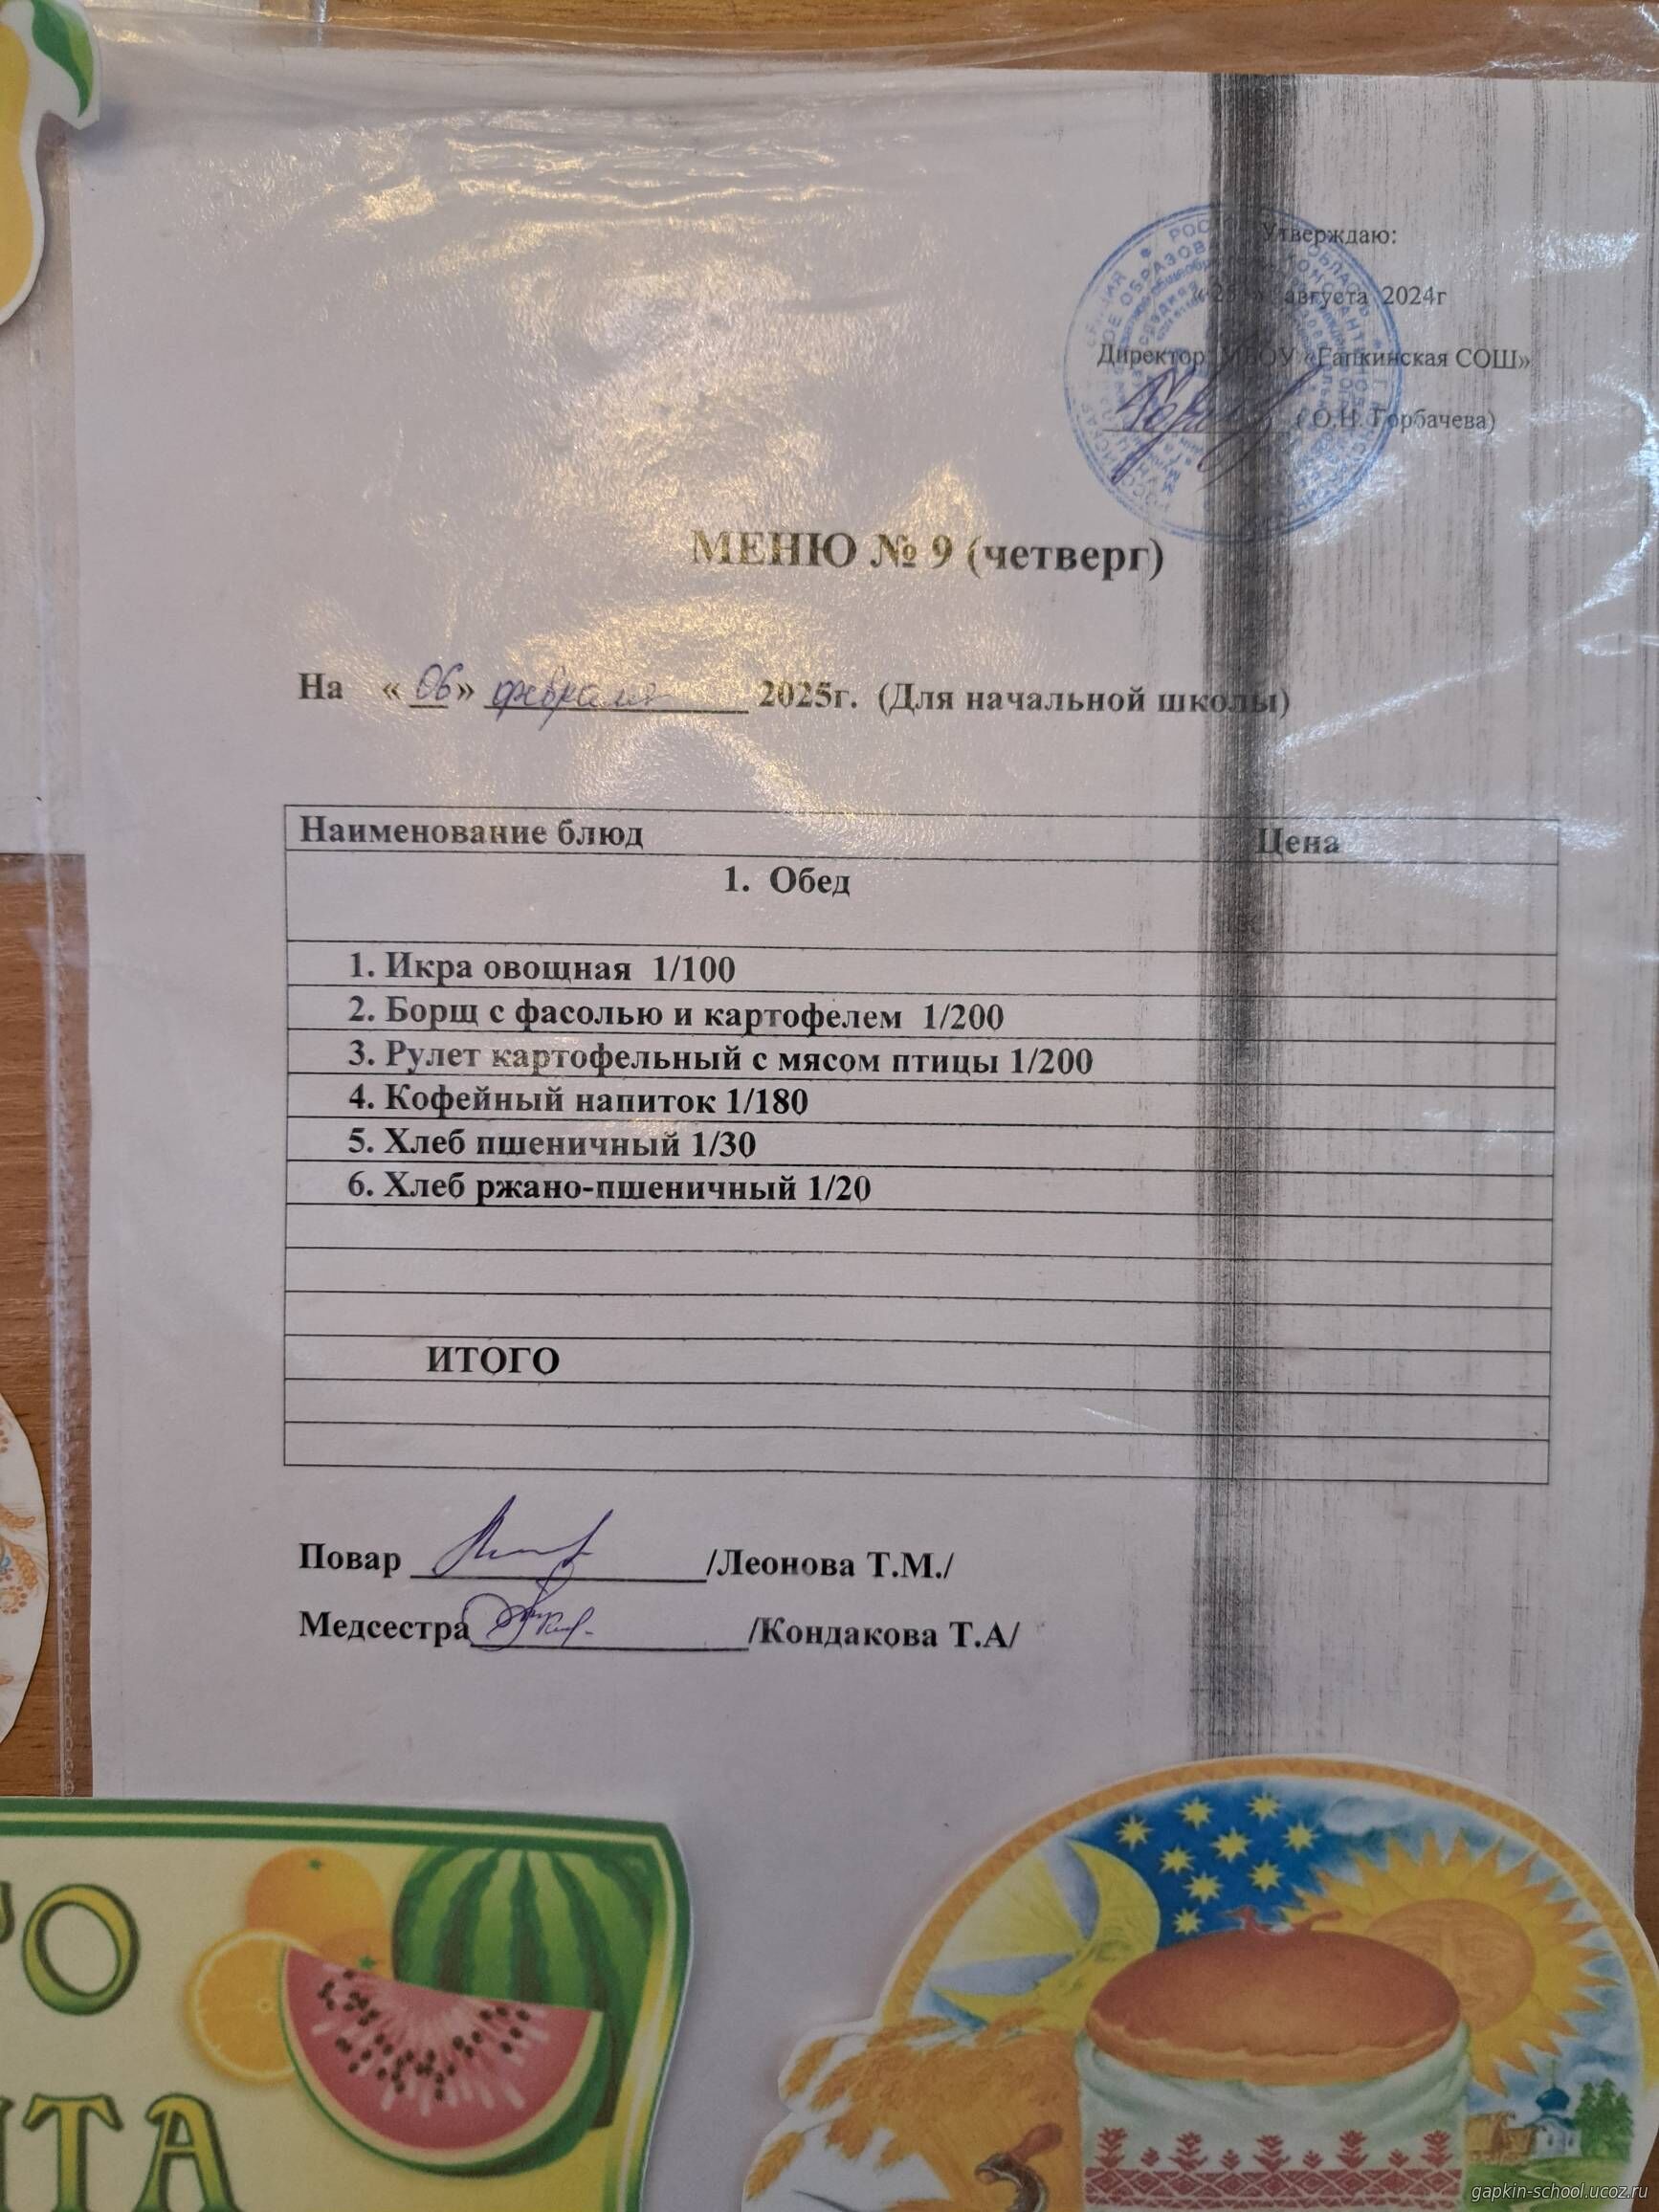 Утверждаю:
августа 2024г
Директор МБОУ «Гапкинская СОШ»
(О.Н. Горбачева)
МЕНЮ № 9 (четверг)
На «06» февраля 2025г. (Для начальной школы)
Наименование блюд Цена
1. Обед
1. Икра овощная 1/100
2. Борщ с фасолью и картофелем 1/200
3. Рулет картофельный с мясом птицы 1/200
4. Кофейный напиток 1/180
5. Хлеб пшеничный 1/30
6. Хлеб ржано-пшеничный 1/20
ИТОГО
Повар /Леонова Т.М./
Медсестра /Кондакова Т.А/
gapkin-school.ucoz.ru